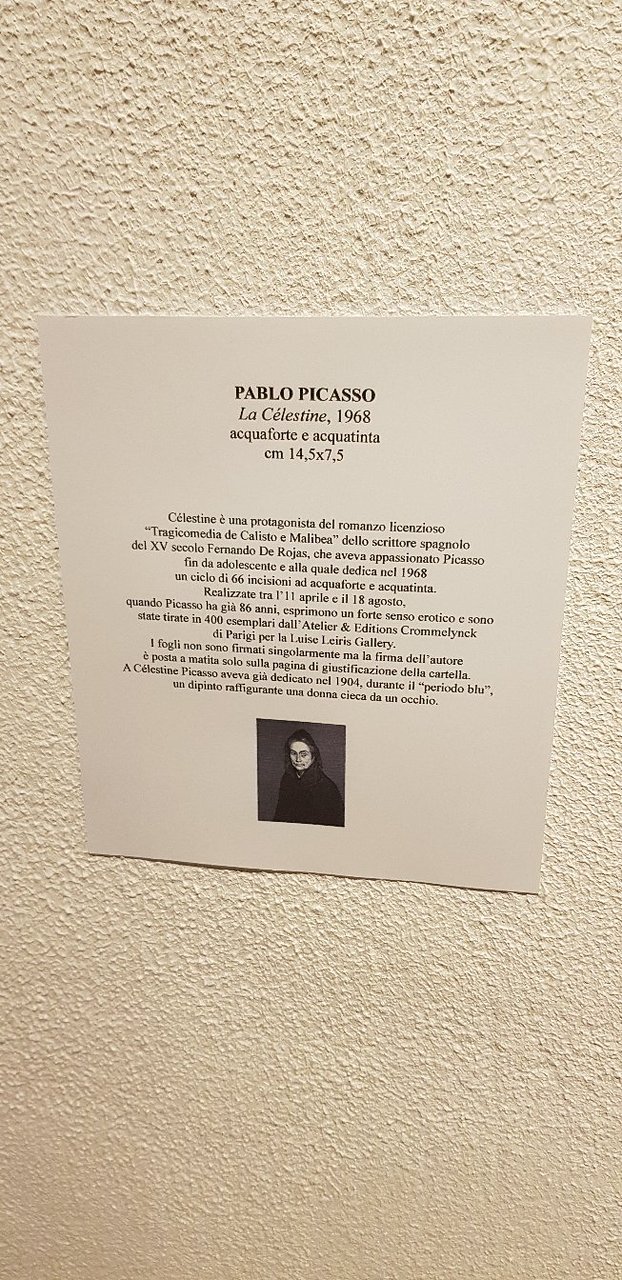 PABLO PICASSO
La Célestine, 1968
acquaforte e acquatinta
cm 14,5x7,5
Célestine è una protagonista del romanzo licenzioso
“Tragicomedia de Calisto e Malibea” dello scrittore spagnolo
del XV secolo Fernando De Rojas, che aveva appassionato Picasso
fin da adolescente e alla quale dedica nel 1968
un ciclo di 66 incisioni ad acquaforte e acquatinta.
Realizzate tra l’11 aprile e il 18 agosto,
quando Picasso ha già 86 anni, esprimono un forte senso erotico e sono
state tirate in 400 esemplari dall’Atelier & Editions Crommelynck
di Parigi per la Luise Leiris Gallery.
I fogli non sono firmati singolarmente ma la firma dell’autore
è posta a matita solo sulla pagina di giustificazione della cartella.
A Célestine Picasso aveva già dedicato nel 1904, durante il “periodo blu”,
un dipinto raffigurante una donna cieca da un occhio.